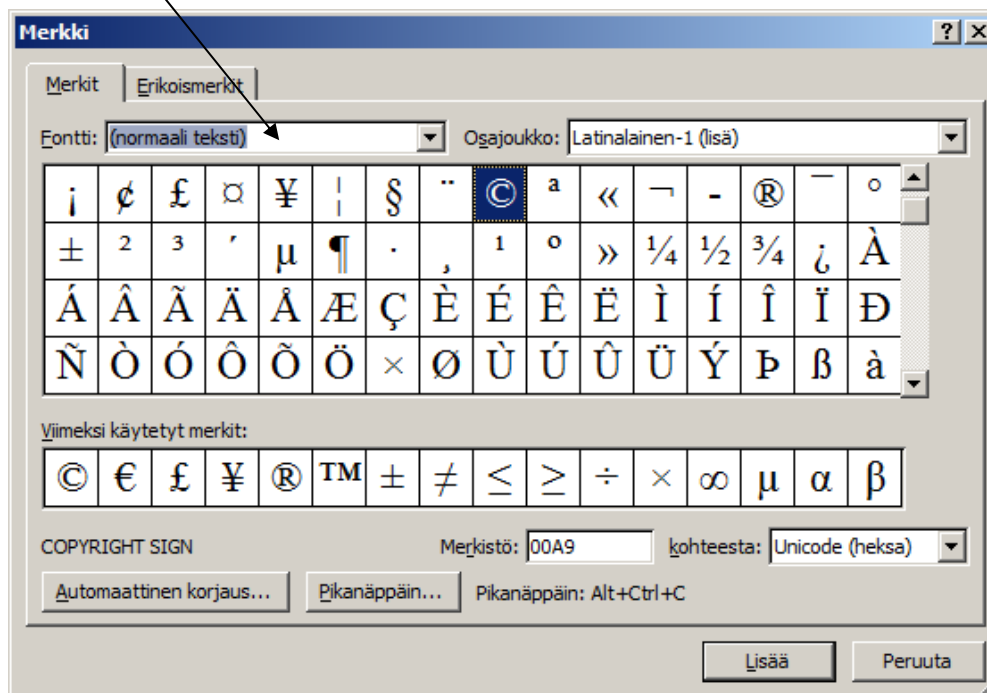 Merkki
Merkit Erikoismerkit
Fontti: (normaali teksti) Osajoukko: Latinalainen-1 (lisä)
¡ ¢ £ ¤ ¥ ¦ § ¨ © ª « ¬ - ® ¯ °
± ² ³ ´ µ ¶ · ¸ ¹ º » ¼ ½ ¾ ¿ À
Á Â Ã Ä Å Æ Ç È É Ê Ë Ì Í Î Ï Ð
Ñ Ò Ó Ô Õ Ö × Ø Ù Ú Û Ü Ý Þ ß à
Viimeksi käytetyt merkit:
© € £ ¥ ® ™ ± ≠ ≤ ≥ ÷ × ∞ µ α β
COPYRIGHT SIGN Merkistö: 00A9 kohteesta: Unicode (heksa)
Automaattinen korjaus... Pikanäppäin... Pikanäppäin: Alt+Ctrl+C
Lisää Peruuta